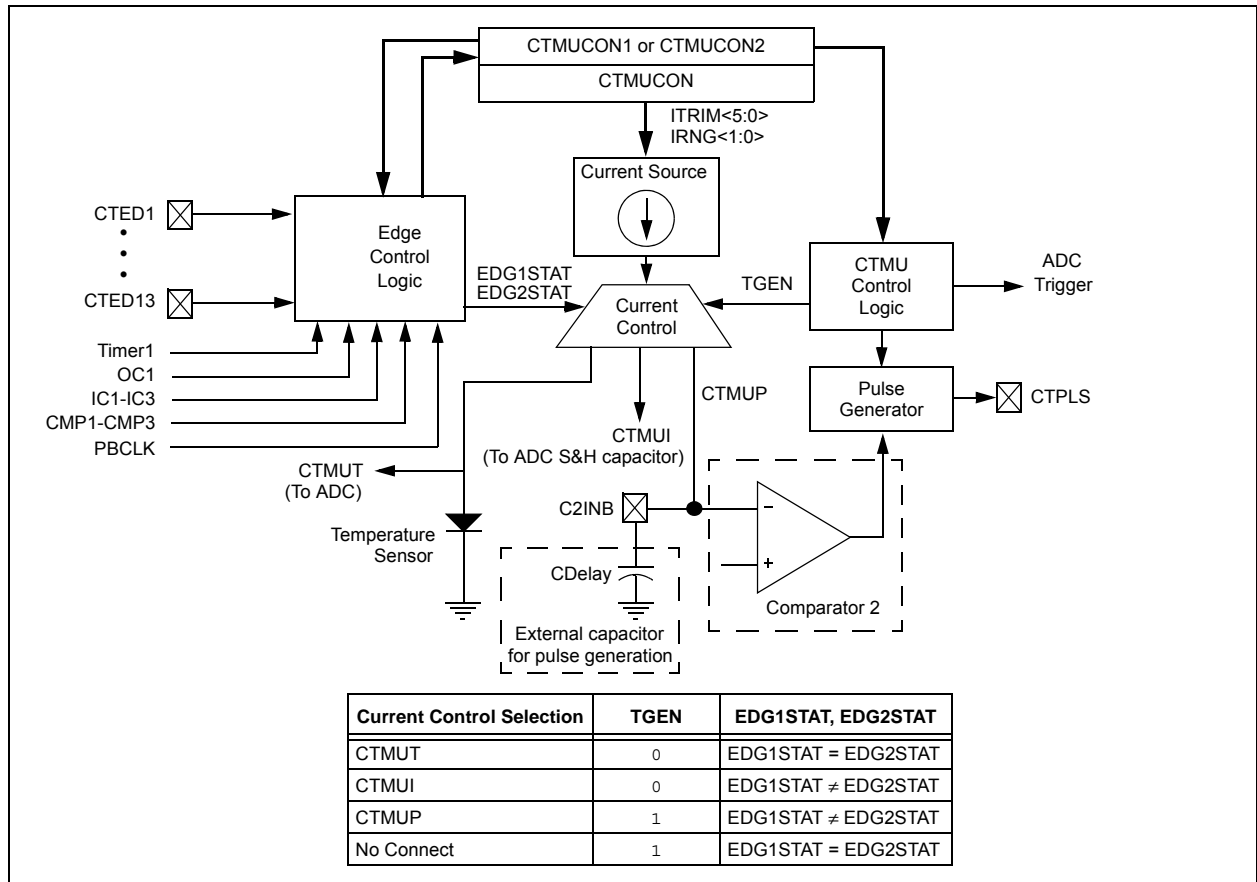 CTMUCON1 or CTMUCON2
CTMUCON
ITRIM<5:0>
IRNG<1:0>
Current Source
CTED1
CTED13
Edge
Control
Logic
EDG1STAT
EDG2STAT
Current
Control
TGEN
CTMU
Control
Logic
ADC
Trigger
Timer1
OC1
IC1-IC3
CMP1-CMP3
PBCLK
CTMUP
Pulse
Generator
CTPLS
CTMUI
(To ADC S&H capacitor)
CTMUT
(To ADC)
C2INB
Temperature
Sensor
CDelay
−
+
Comparator 2
External capacitor
for pulse generation
Current Control Selection TGEN EDG1STAT, EDG2STAT
CTMUT 0 EDG1STAT = EDG2STAT
CTMUI 0 EDG1STAT ≠ EDG2STAT
CTMUP 1 EDG1STAT ≠ EDG2STAT
No Connect 1 EDG1STAT = EDG2STAT